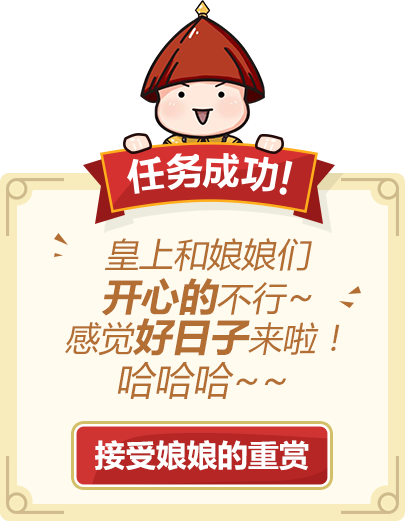 任务成功!
皇上和娘娘们
开心的不行~
感觉好日子来啦！
哈哈哈~~
接受娘娘的重赏